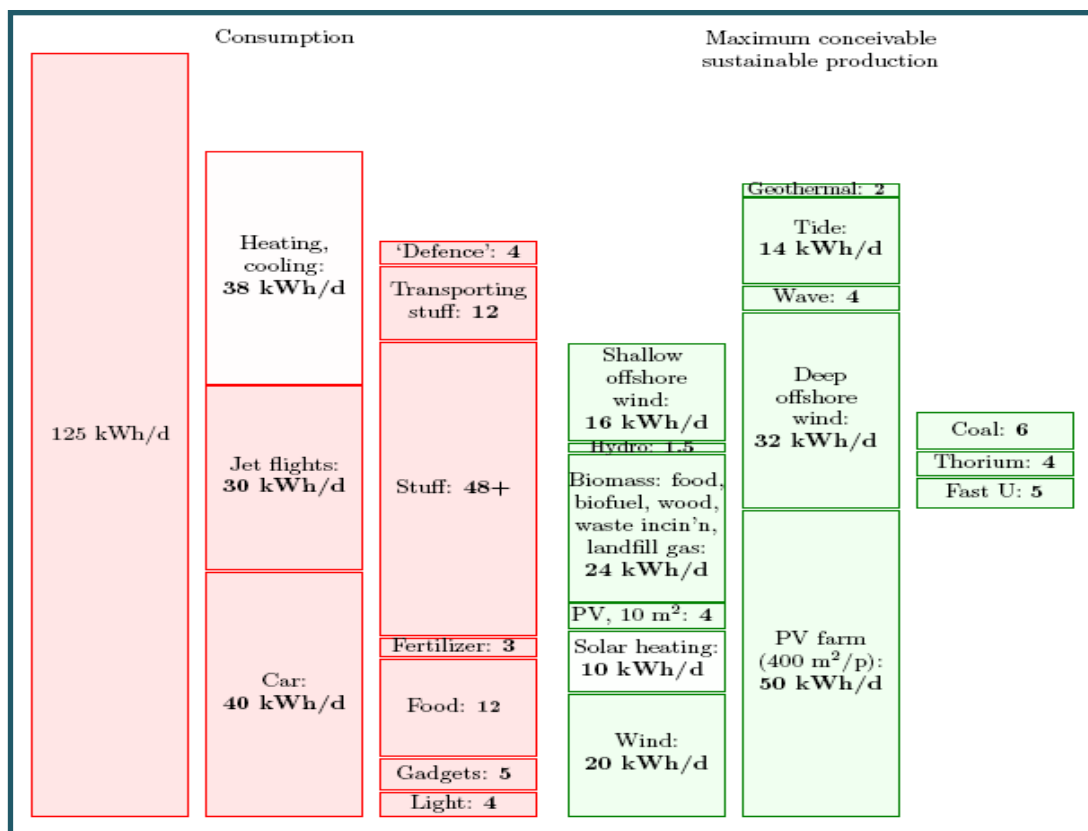 Consumption
Maximum conceivable
sustainable production
125 kWh/d
Heating,
cooling:
38 kWh/d
Jet flights:
30 kWh/d
Car:
40 kWh/d
‘Defence’: 4
Transporting
stuff: 12
Stuff: 48+
Fertilizer: 3
Food: 12
Gadgets: 5
Light: 4
Shallow
offshore
wind:
16 kWh/d
Hydro: 1.5
Biomass: food,
biofuel, wood,
waste incin’n,
landfill gas:
24 kWh/d
PV, 10 m²: 4
Solar heating:
10 kWh/d
Wind:
20 kWh/d
Geothermal: 2
Tide:
14 kWh/d
Wave: 4
Deep
offshore
wind:
32 kWh/d
PV farm
(400 m²/p):
50 kWh/d
Coal: 6
Thorium: 4
Fast U: 5